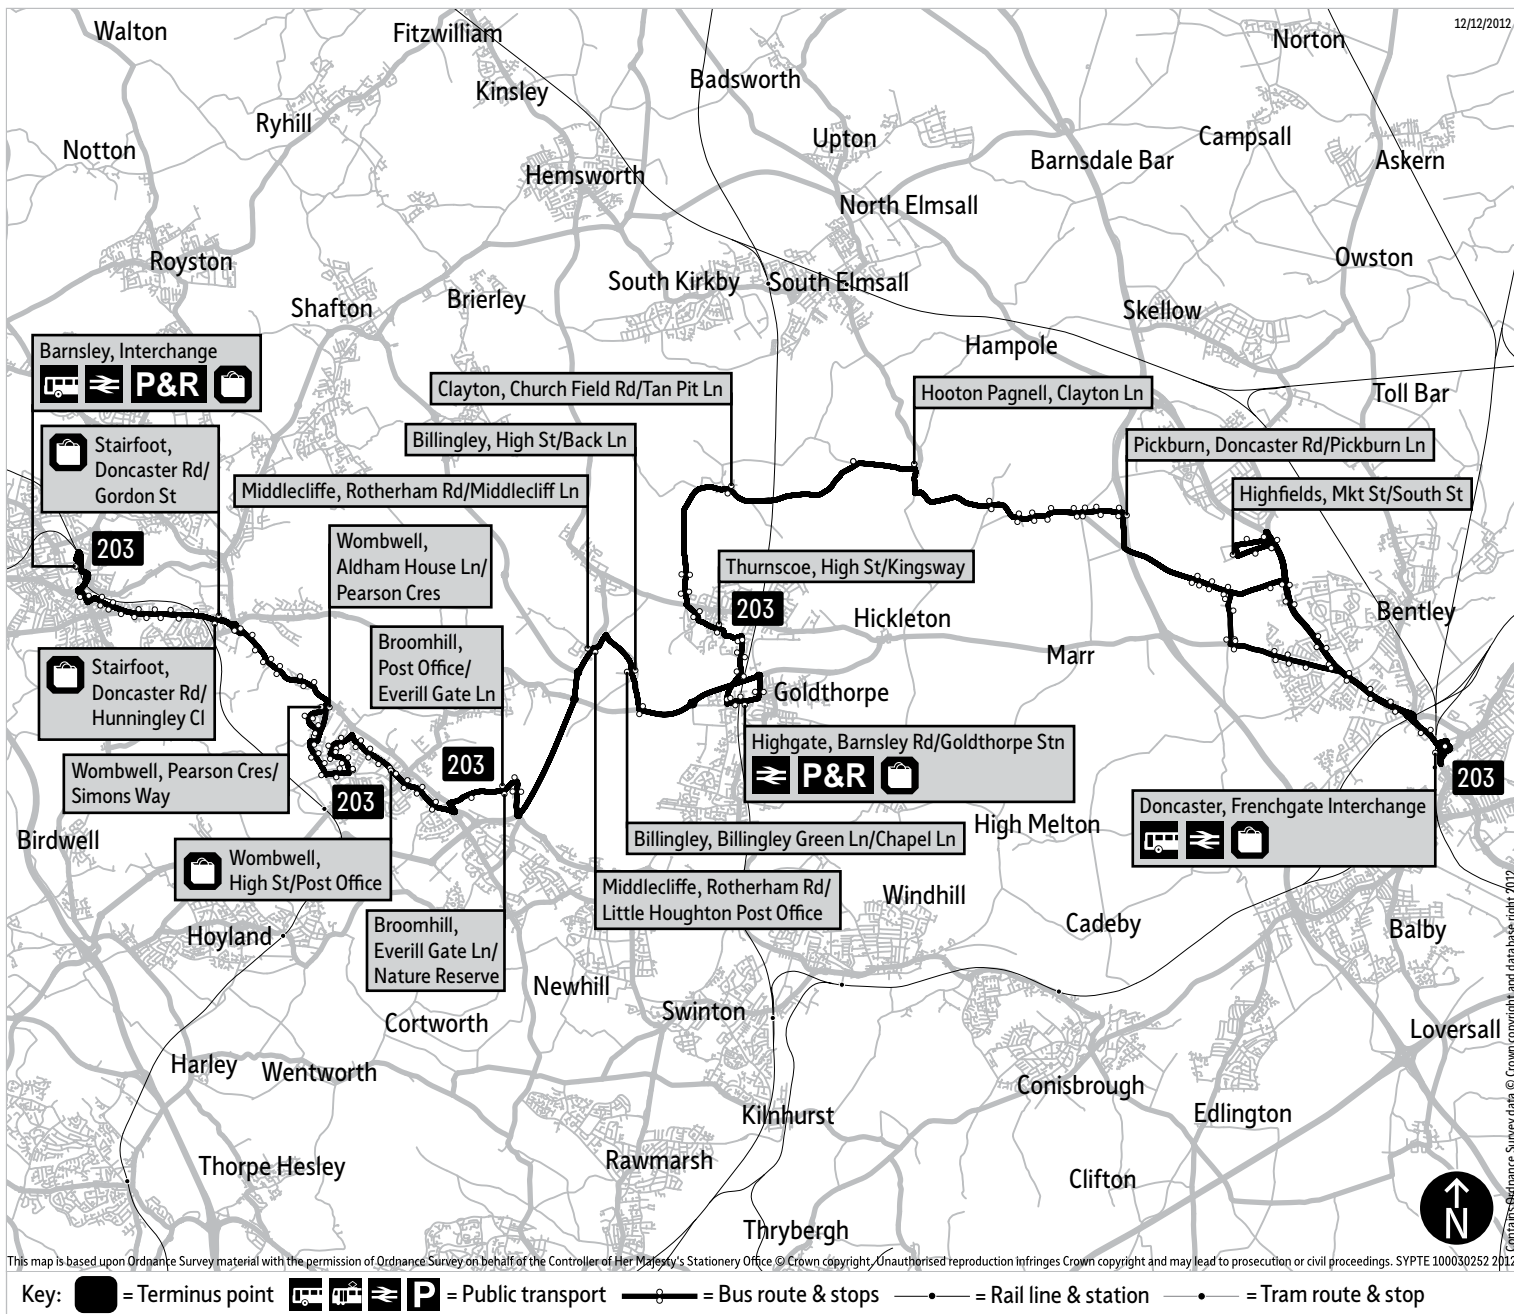 12/12/2012
Walton
Fitzwilliam
Norton
Badsworth
Kinsley
Ryhill
Upton
Campsall
Notton
Barnsdale Bar
Askern
Hemsworth
North Elmsall
Royston
Owston
South Kirkby
South Elmsall
Shafton
Brierley
Skellow
Hampole
Toll Bar
Barnsley, Interchange
P&R
Clayton, Church Field Rd/Tan Pit Ln
Hooton Pagnell, Clayton Ln
Billingley, High St/Back Ln
Pickburn, Doncaster Rd/Pickburn Ln
Stairfoot,
Doncaster Rd/
Gordon St
Middlecliffe, Rotherham Rd/Middlecliff Ln
Highfields, Mkt St/South St
203
Wombwell,
Aldham House Ln/
Pearson Cres
Thurnscoe, High St/Kingsway
203
Hickleton
Bentley
Broomhill,
Post Office/
Everill Gate Ln
Marr
Stairfoot,
Doncaster Rd/
Hunningley Cl
Goldthorpe
Highgate, Barnsley Rd/Goldthorpe Stn
P&R
203
Wombwell, Pearson Cres/
Simons Way
203
203
Doncaster, Frenchgate Interchange
Birdwell
High Melton
Billingley, Billingley Green Ln/Chapel Ln
Wombwell,
High St/Post Office
Middlecliffe, Rotherham Rd/
Little Houghton Post Office
Windhill
Cadeby
Balby
Hoyland
Broomhill,
Everill Gate Ln/
Nature Reserve
Newhill
Swinton
Cortworth
Loversall
Harley
Wentworth
Conisbrough
Kilnhurst
Edlington
Rawmarsh
Thorpe Hesley
Clifton
Thrybergh
N
Contains Ordnance Survey data © Crown copyright and database right 2012
This map is based upon Ordnance Survey material with the permission of Ordnance Survey on behalf of the Controller of Her Majesty's Stationery Office © Crown copyright. Unauthorised reproduction infringes Crown copyright and may lead to prosecution or civil proceedings. SYPTE 100030252 2012
Key: = Terminus point P = Public transport = Bus route & stops = Rail line & station = Tram route & stop